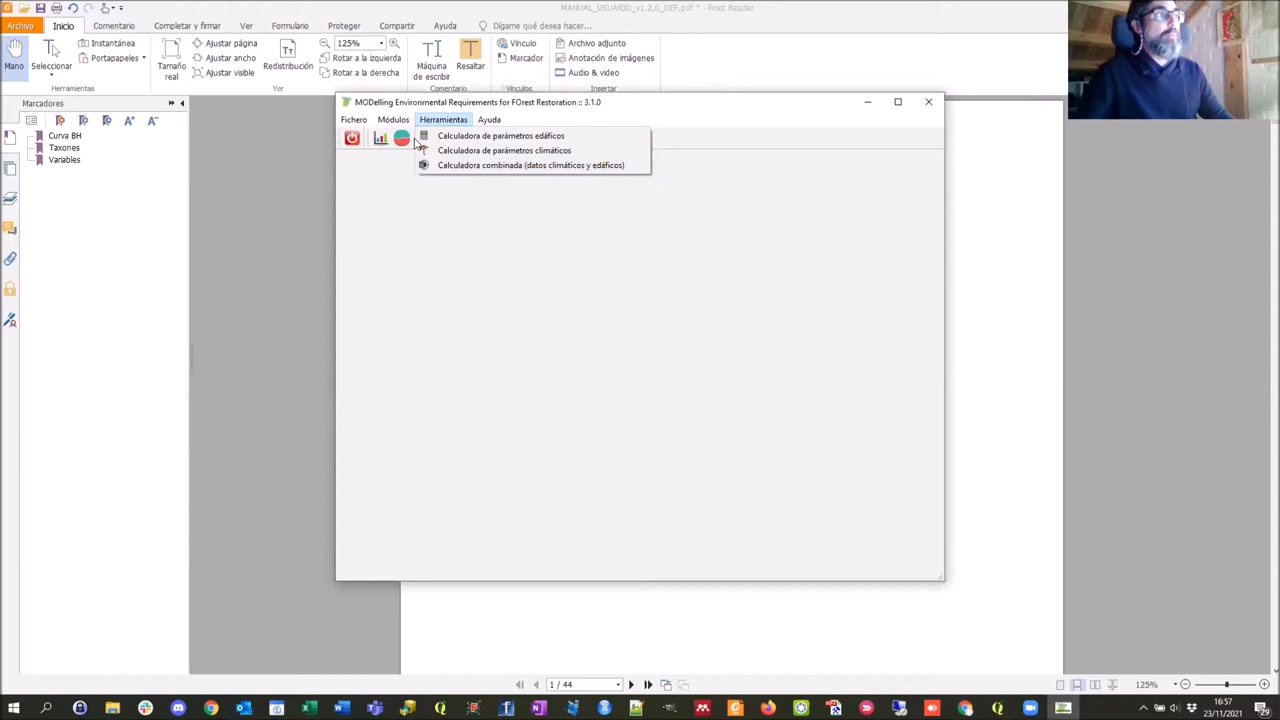 MANUAL_USUARIO_v1.2.0_DEF.pdf * - Foxit Reader
Archivo Inicio Comentario Completar y firmar Ver Formulario Proteger Compartir Ayuda Dígame qué desea hacer...
Mano
Seleccionar
Instantánea
Portapapeles
Herramientas
Tamaño real
Ajustar página
Ajustar ancho
Ajustar visible
Redistribución
125%
Rotar a la izquierda
Rotar a la derecha
Ver
Máquina de escribir
Resaltar
Comentario
Vínculo
Marcador
Vínculos
Archivo adjunto
Anotación de imágenes
Audio & video
Insertar
Marcadores
Curva BH
Taxones
Variables
MODelling Environmental Requirements for FOrest Restoration :: 3.1.0
Fichero Módulos Herramientas Ayuda
Calculadora de parámetros edáficos
Calculadora de parámetros climáticos
Calculadora combinada (datos climáticos y edáficos)
1 / 44
125%
16:57
23/11/2021
29